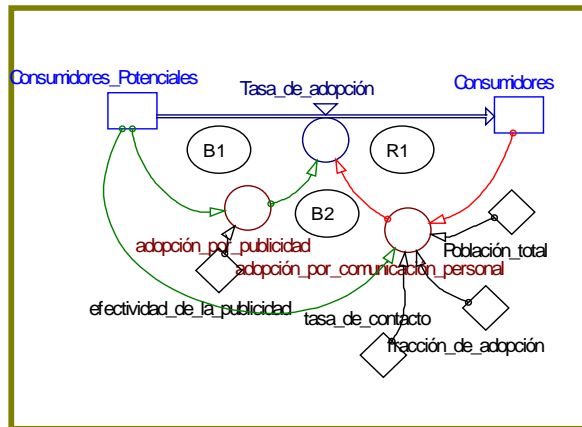 Consumidores_Potenciales
Tasa_de_adopción
Consumidores
B1
R1
B2
adopción_por_publicidad
Población_total
adopción_por_comunicación_personal
efectividad_de_la_publicidad
tasa_de_contacto
fracción_de_adopción